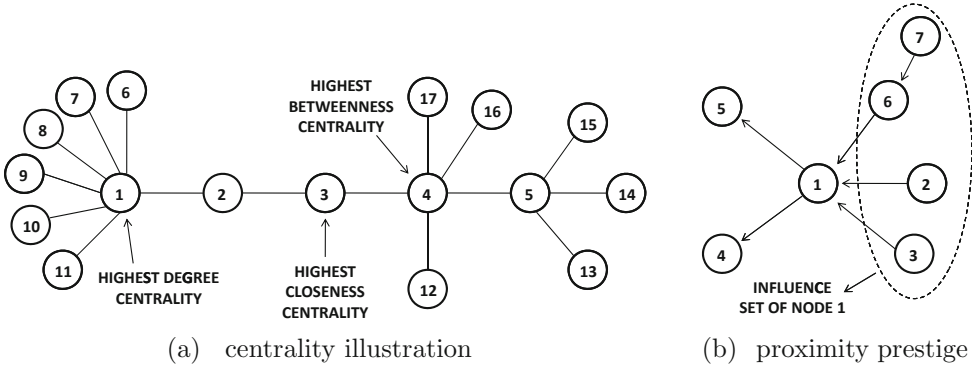 7
6
8
9
10
11
1
2
3
HIGHEST
BETWEENNESS
CENTRALITY
17
16
15
4
5
14
12
13
HIGHEST DEGREE
CENTRALITY
HIGHEST
CLOSENESS
CENTRALITY
(a) centrality illustration
7
6
5
1
2
4
3
INFLUENCE
SET OF NODE 1
(b) proximity prestige